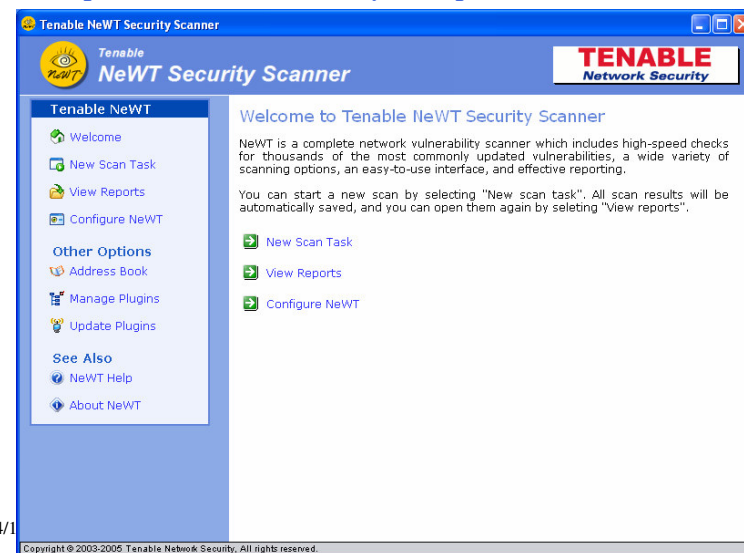 Tenable NeWT Security Scanner
Tenable
NeWT Security Scanner
NeWT
TENABLE
Network Security
Tenable NeWT
Welcome
New Scan Task
View Reports
Configure NeWT
Other Options
Address Book
Manage Plugins
Update Plugins
See Also
NeWT Help
About NeWT
Welcome to Tenable NeWT Security Scanner
NeWT is a complete network vulnerability scanner which includes high-speed checks
for thousands of the most commonly updated vulnerabilities, a wide variety of
scanning options, an easy-to-use interface, and effective reporting.
You can start a new scan by selecting "New scan task". All scan results will be
automatically saved, and you can open them again by seleting "View reports".
New Scan Task
View Reports
Configure NeWT
4/1
Copyright © 2003-2005 Tenable Network Security, All rights reserved.